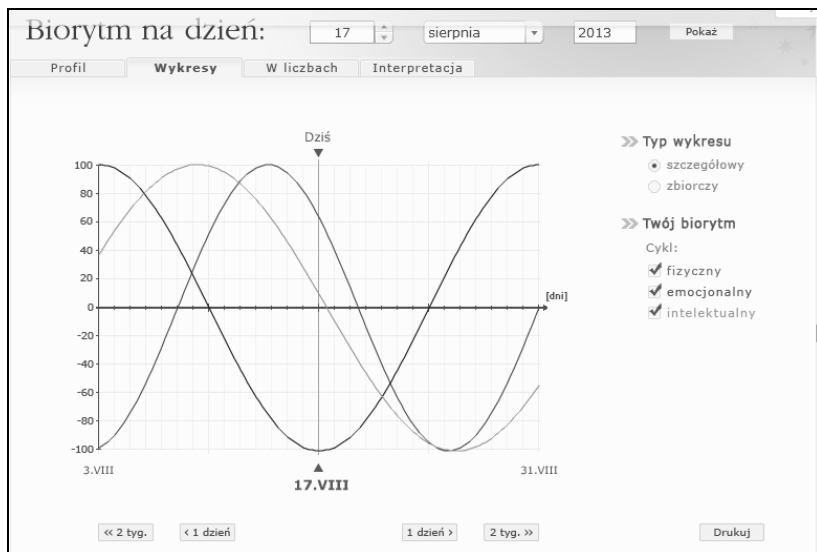 Biorytm na dzień: 17 sierpnia 2013 Pokaż
Profil Wykresy W liczbach Interpretacja
Dziś
100
80
60
40
20
0
-20
-40
-60
-80
-100
[dni]
3.VIII
17.VIII
31.VIII
Typ wykresu
szczegółowy
zbiorczy
Twój biorytm
Cykl:
fizyczny
emocjonalny
intelektualny
« 2 tyg. ‹ 1 dzień 1 dzień › 2 tyg. » Drukuj